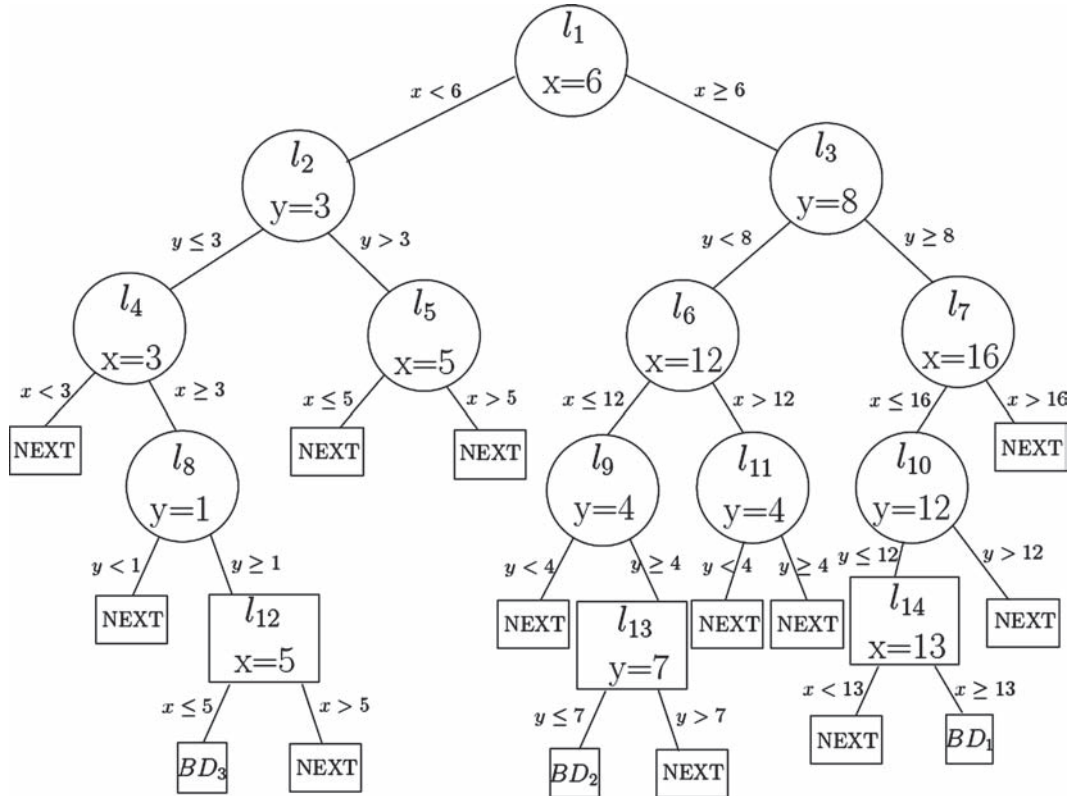 l₁
x=6
x < 6 x ≥ 6
l₂ l₃
y=3 y=8
y ≤ 3 y > 3 y < 8 y ≥ 8
l₄ l₅ l₆ l₇
x=3 x=5 x=12 x=16
x < 3 x ≥ 3 x ≤ 5 x > 5 x ≤ 12 x > 12 x ≤ 16 x > 16
NEXT NEXT NEXT NEXT
l₈ l₉ l₁₁ l₁₀
y=1 y=4 y=4 y=12
y < 1 y ≥ 1 y < 4 y ≥ 4 y < 4 y ≥ 4 y ≤ 12 y > 12
NEXT NEXT NEXT NEXT NEXT
l₁₂ l₁₃ l₁₄
x=5 y=7 x=13
x ≤ 5 x > 5 y ≤ 7 y > 7 x < 13 x ≥ 13
BD₃ NEXT BD₂ NEXT NEXT BD₁